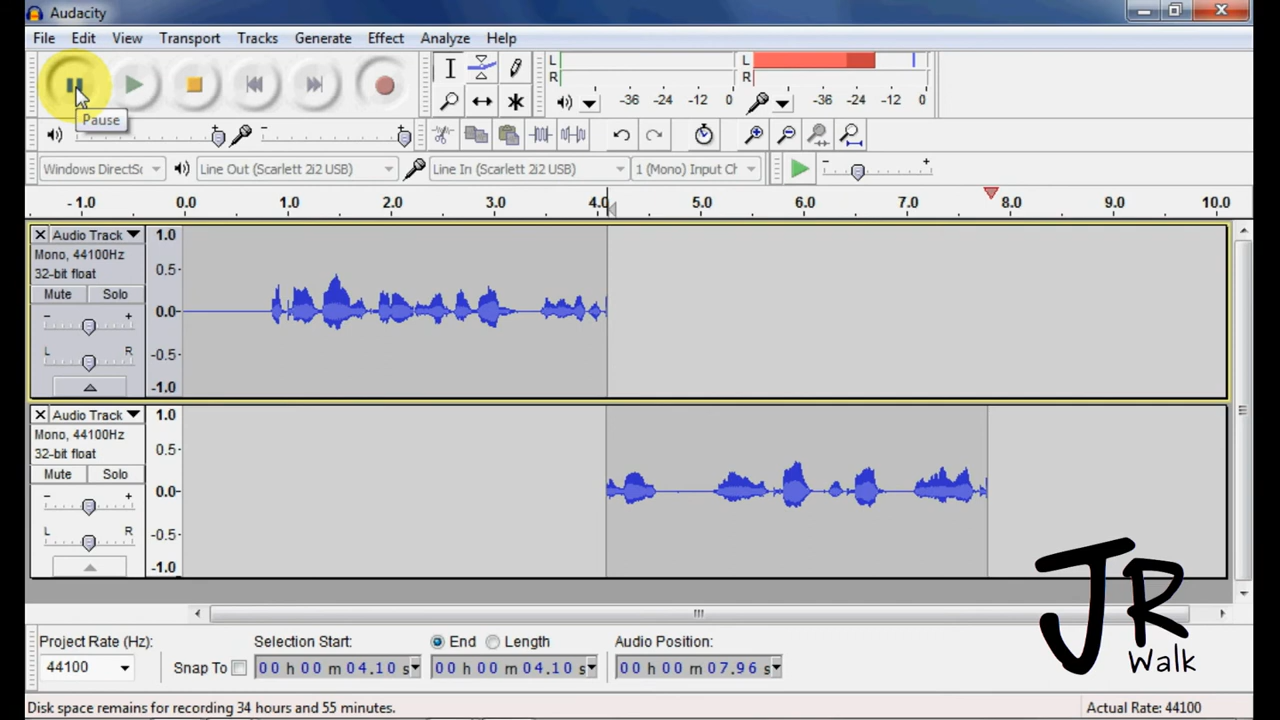 Audacity
File Edit View Transport Tracks Generate Effect Analyze Help
L
R
-36 -24 -12 0
L
R
-36 -24 -12 0
Pause
Windows DirectS Line Out (Scarlett 2i2 USB) Line In (Scarlett 2i2 USB) 1 (Mono) Input Ch
- +
-1.0 0.0 1.0 2.0 3.0 4.0 5.0 6.0 7.0 8.0 9.0 10.0
Audio Track
Mono, 44100Hz
32-bit float
Mute Solo
- +
L R
1.0
0.5
0.0
-0.5
-1.0
Audio Track
Mono, 44100Hz
32-bit float
Mute Solo
- +
L R
1.0
0.5
0.0
-0.5
-1.0
JR
Walk
Project Rate (Hz): Selection Start: End Length Audio Position:
44100 Snap To 00 h 00 m 04.10 s 00 h 00 m 04.10 s 00 h 00 m 07.96 s
Disk space remains for recording 34 hours and 55 minutes. Actual Rate: 44100